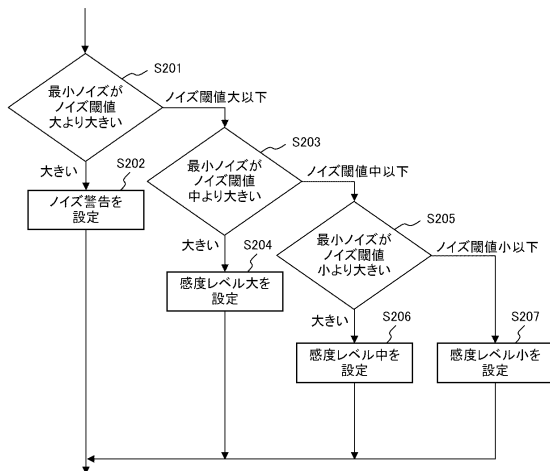 S201
最小ノイズが
ノイズ閾値
大より大きい
ノイズ閾値大以下
大きい
S202
ノイズ警告を
設定
S203
最小ノイズが
ノイズ閾値
中より大きい
ノイズ閾値中以下
大きい
S204
感度レベル大を
設定
S205
最小ノイズが
ノイズ閾値
小より大きい
ノイズ閾値小以下
大きい
S206
感度レベル中を
設定
S207
感度レベル小を
設定